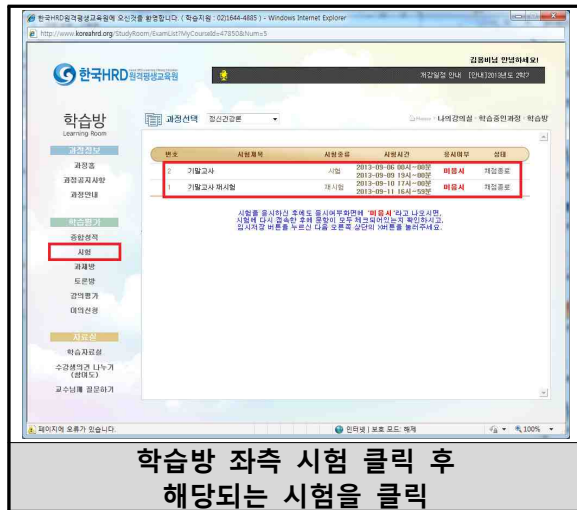 한국HRD원격평생교육원에 오신것을 환영합니다. ( 학습지원 : 02)1644-4885 ) - Windows Internet Explorer
http://www.koreahrd.org/StudyRoom/ExamList?MyCourseId=47850&Num=5
김용비님 안녕하세요!
한국HRD원격평생교육원
[안내]2013년도 2학기
학습방
Learning Room
과정선택 정신건강론
Home > 나의강의실 > 학습중인과정 > 학습방
과정정보
과정홈
과정공지사항
과정안내
학습평가
종합성적
시험
과제방
토론방
강의평가
이의신청
자료실
학습자료실
수강생의견 나누기
(참여도)
교수님께 질문하기
번호 시험제목 시험종류 시험시간 응시여부 상태
2 기말고사 시험 2013-09-06 00시~00분 2013-09-09 19시~00분 미응시 채점종료
1 기말고사 재시험 재시험 2013-09-10 17시~00분 2013-09-11 16시~59분 미응시 채점종료
시험을 응시하신 후에도 응시여부화면에 '미응시'라고 나오시면,
시험에 다시 접속한 후에 문항이 모두 체크되어있는지 확인하시고,
임시저장 버튼을 누르신 다음 오른쪽 상단의 X버튼을 눌러주세요.
페이지에 오류가 있습니다.
인터넷 | 보호 모드: 해제
100%
학습방 좌측 시험 클릭 후
해당되는 시험을 클릭